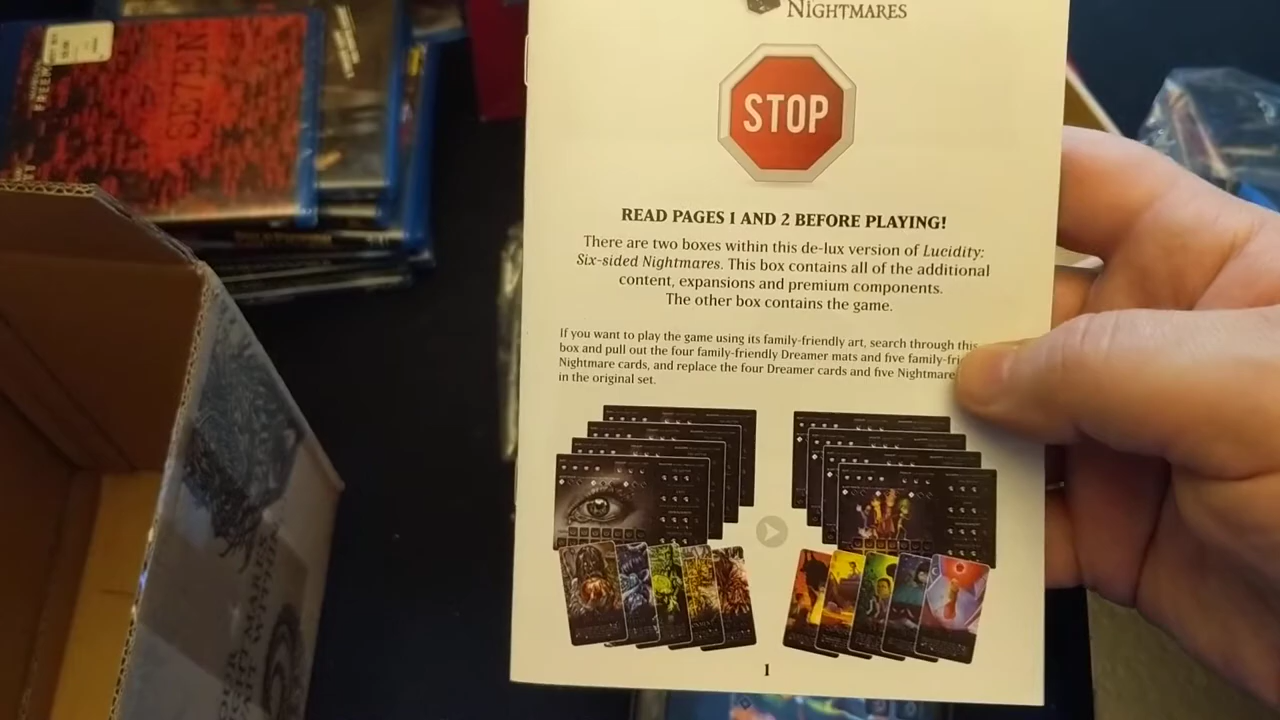 NIGHTMARES
STOP
READ PAGES 1 AND 2 BEFORE PLAYING!
There are two boxes within this de-lux version of Lucidity:
Six-sided Nightmares. This box contains all of the additional
content, expansions and premium components.
The other box contains the game.
If you want to play the game using its family-friendly art, search through this
box and pull out the four family-friendly Dreamer mats and five
Nightmare cards, and replace the four Dreamer cards and five Nightmare
in the original set.
1
SE7EN